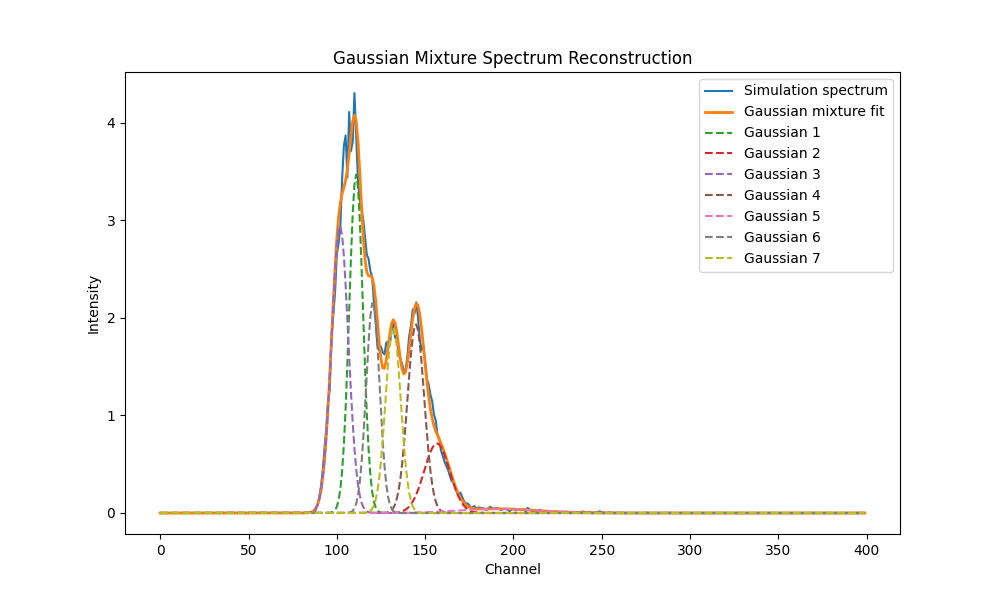 Gaussian Mixture Spectrum Reconstruction
Simulation spectrum
Gaussian mixture fit
Gaussian 1
Gaussian 2
Gaussian 3
Gaussian 4
Gaussian 5
Gaussian 6
Gaussian 7
4
3
2
1
0
Intensity
0 50 100 150 200 250 300 350 400
Channel